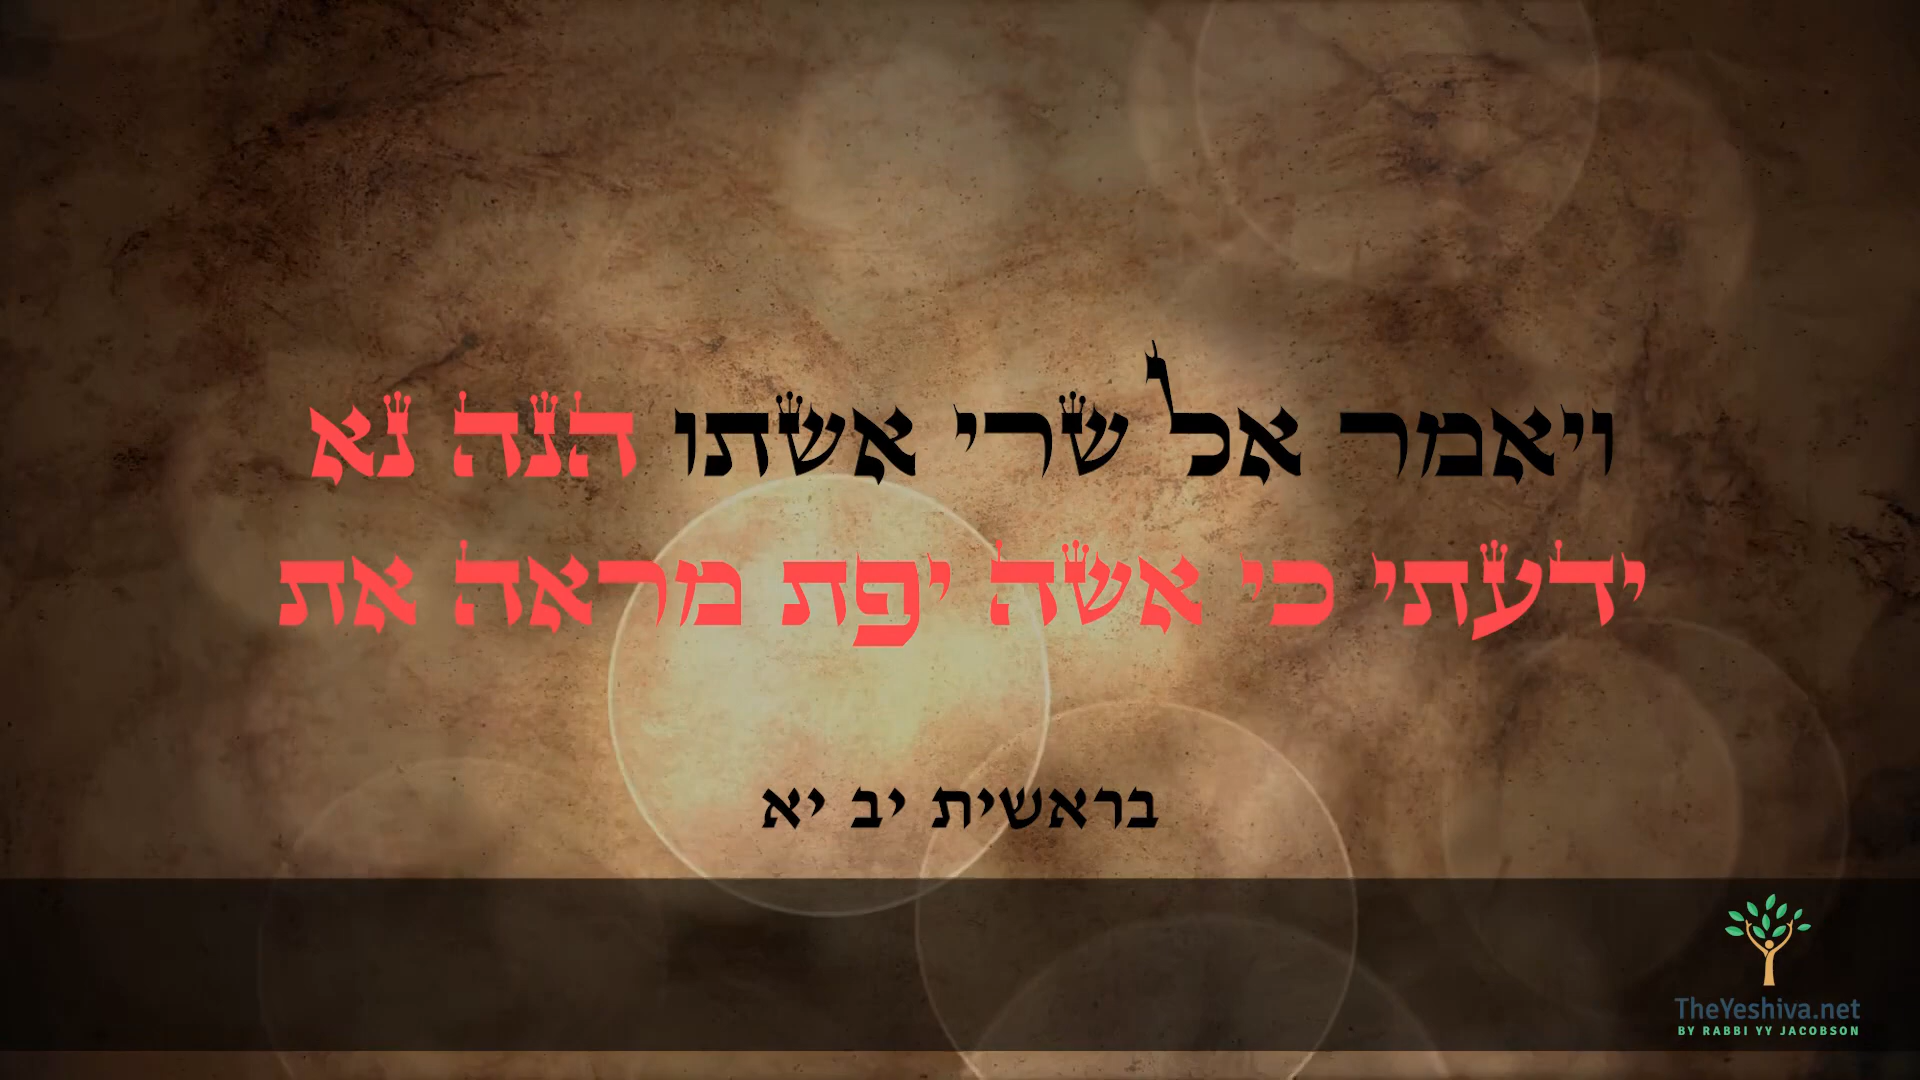 ויאמר אל שרי אשתו הנה נא
ידעתי כי אשה יפת מראה את
בראשית יב יא
TheYeshiva.net
BY RABBI YY JACOBSON